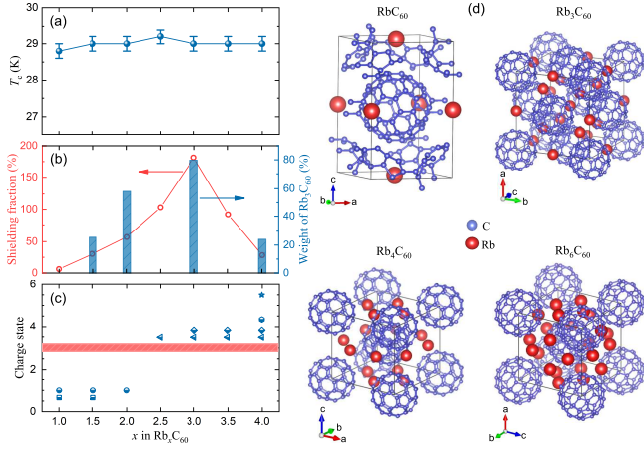 (a)
T_c (K)
30
29
28
27
(b)
Shielding fraction (%)
200
150
100
50
0
Weight of Rb₃C₆₀ (%)
80
60
40
20
0
(c)
Charge state
6
4
2
0
1.0 1.5 2.0 2.5 3.0 3.5 4.0
x in RbₓC₆₀
(d)
RbC₆₀
c
b a
Rb₃C₆₀
a
c
b
C
Rb
Rb₄C₆₀
c
b
a
Rb₆C₆₀
a
b c